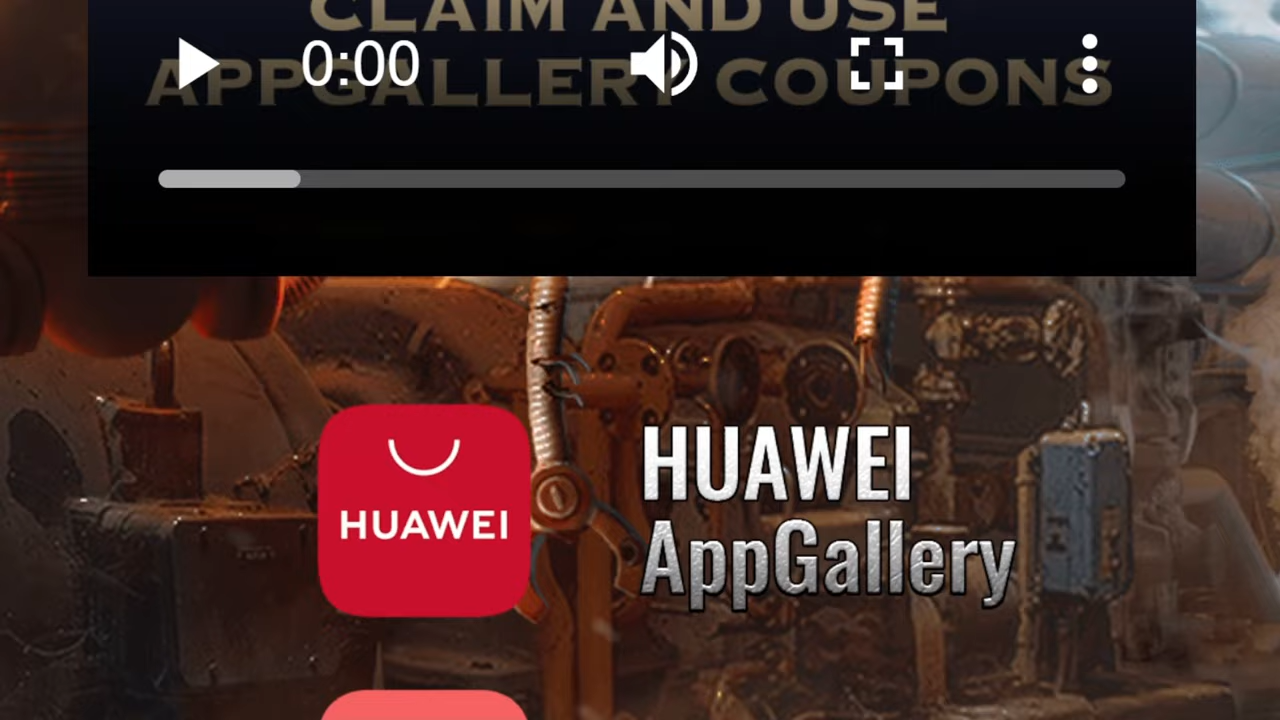 CLAIM AND USE
APPGALLERY COUPONS
0:00
HUAWEI
HUAWEI
AppGallery